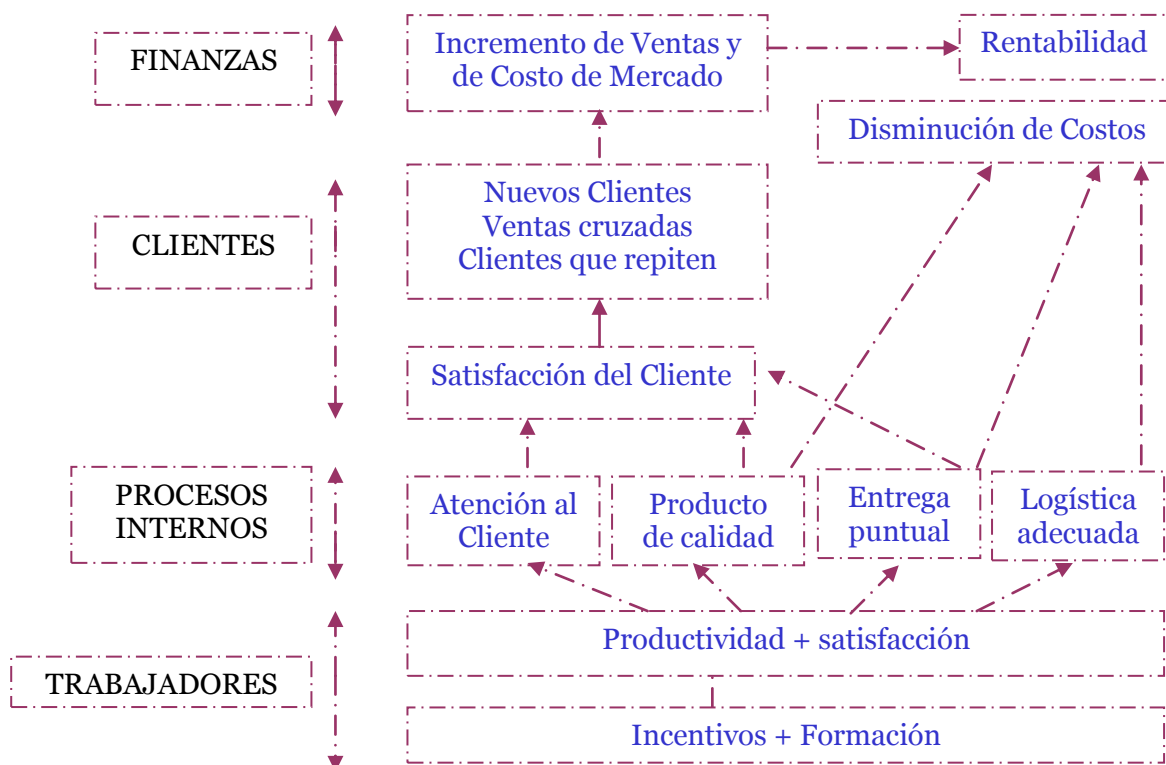 FINANZAS
Incremento de Ventas y
de Costo de Mercado
Rentabilidad
Disminución de Costos
CLIENTES
Nuevos Clientes
Ventas cruzadas
Clientes que repiten
Satisfacción del Cliente
PROCESOS
INTERNOS
Atención al
Cliente
Producto
de calidad
Entrega
puntual
Logística
adecuada
TRABAJADORES
Productividad + satisfacción
Incentivos + Formación